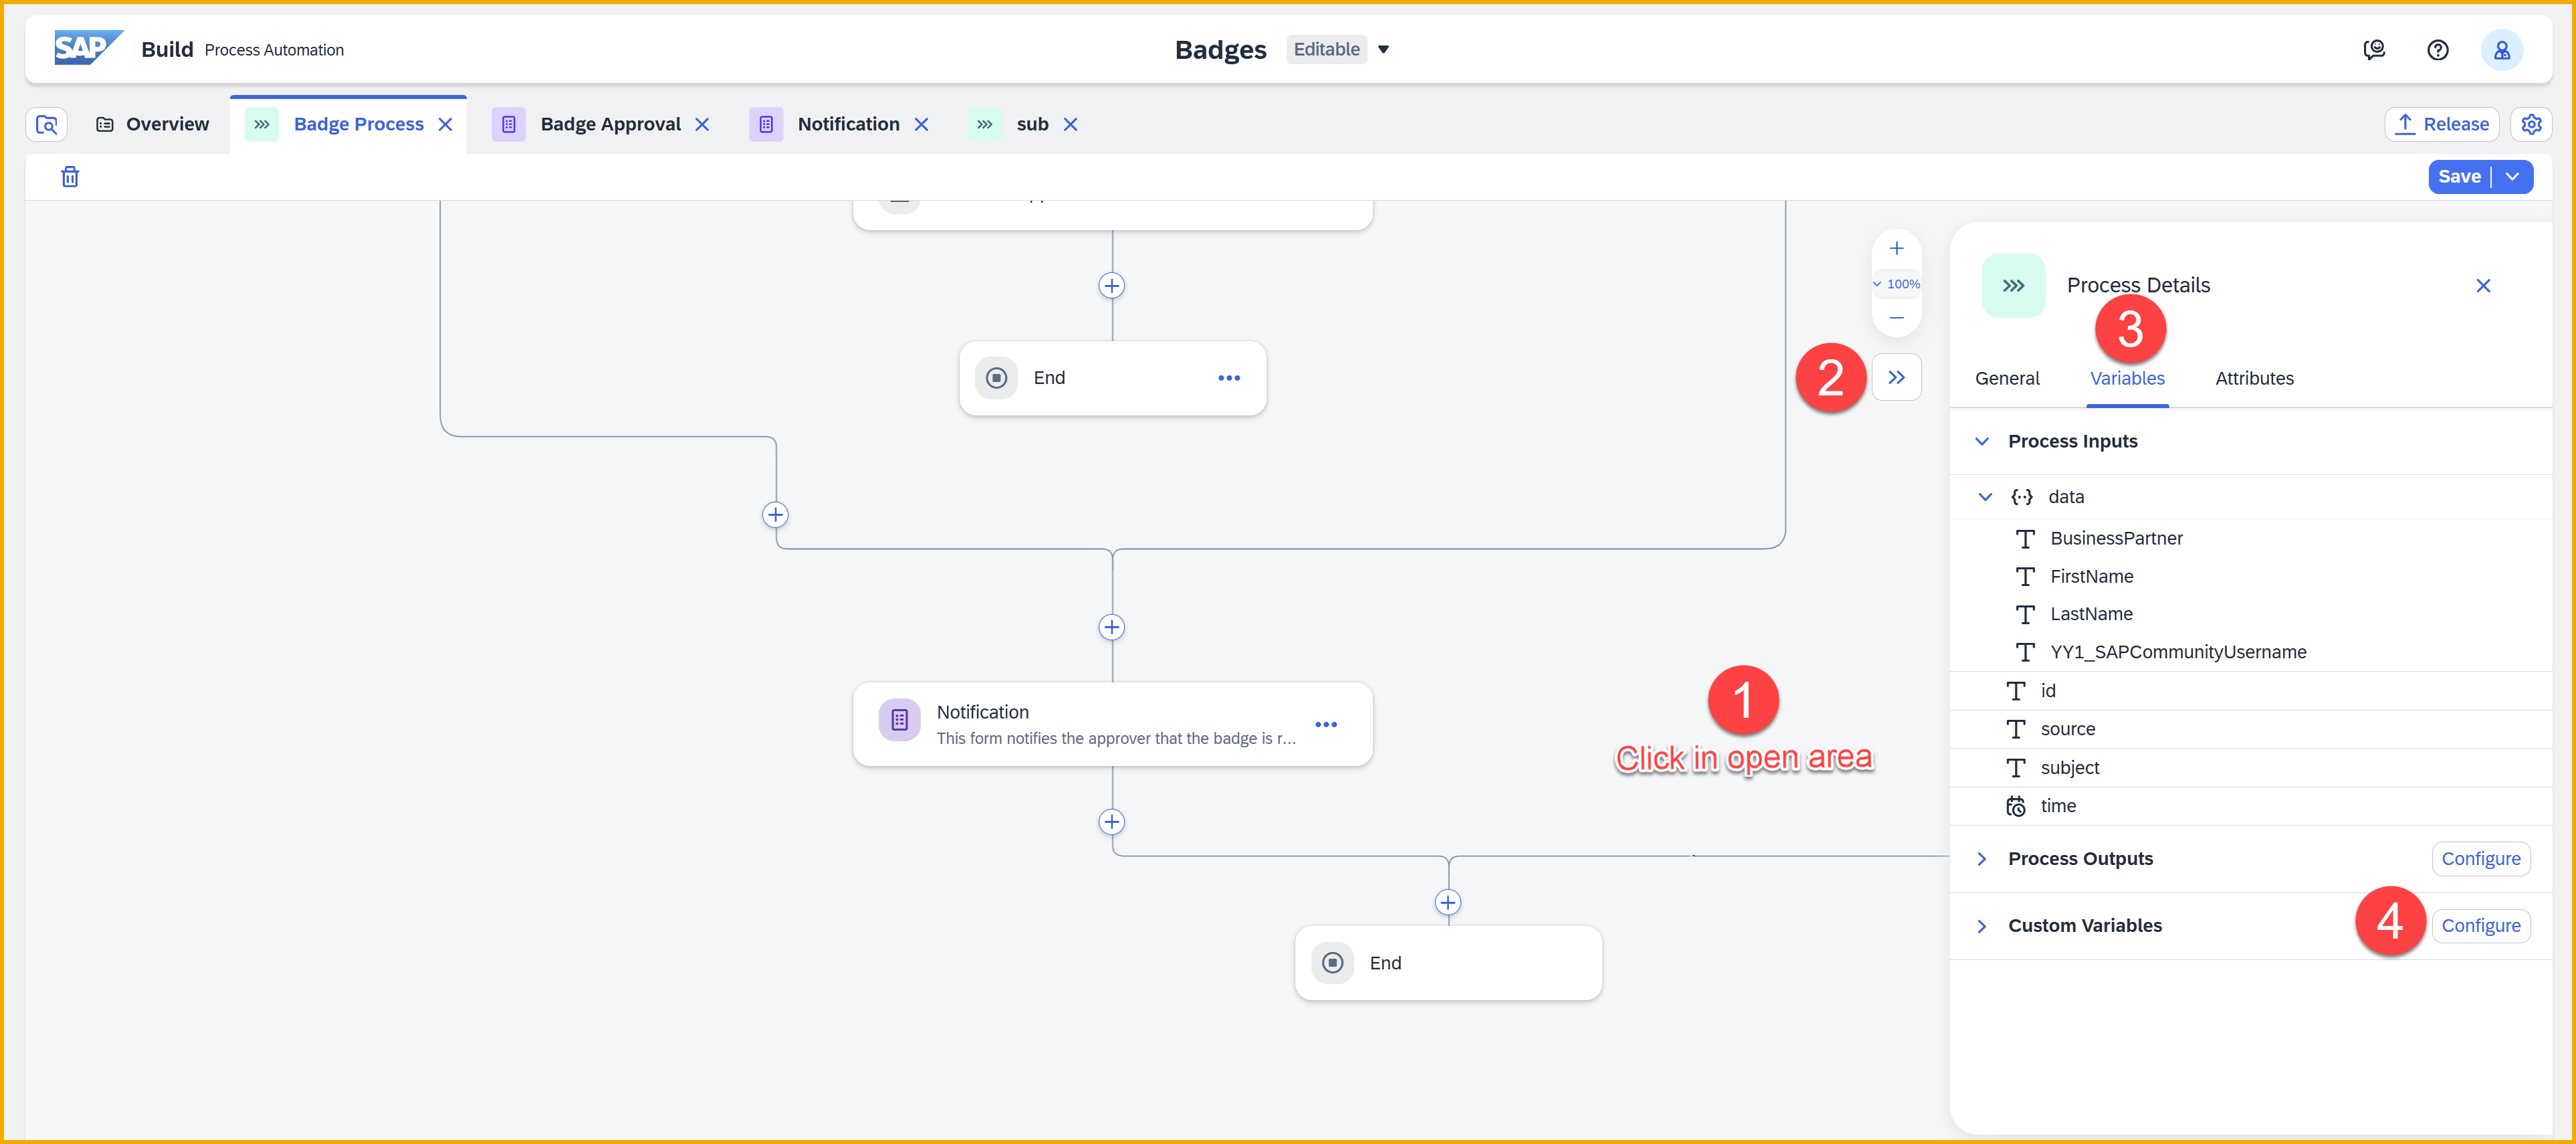 SAP Build Process Automation
Badges Editable
Overview
Badge Process
Badge Approval
Notification
sub
Release
Save
100%
End
Notification
This form notifies the approver that the badge is r...
End
1
Click in open area
2
Process Details
3
General Variables Attributes
Process Inputs
data
BusinessPartner
FirstName
LastName
YY1_SAPCommunityUsername
id
source
subject
time
Process Outputs Configure
Custom Variables 4 Configure